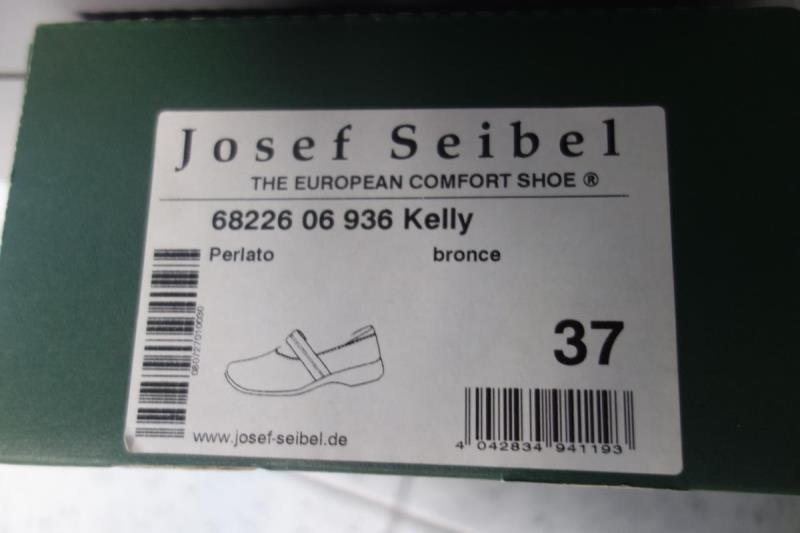 Josef Seibel
THE EUROPEAN COMFORT SHOE ®
68226 06 936 Kelly
Perlato bronce
37
www.josef-seibel.de
4 042834 941193